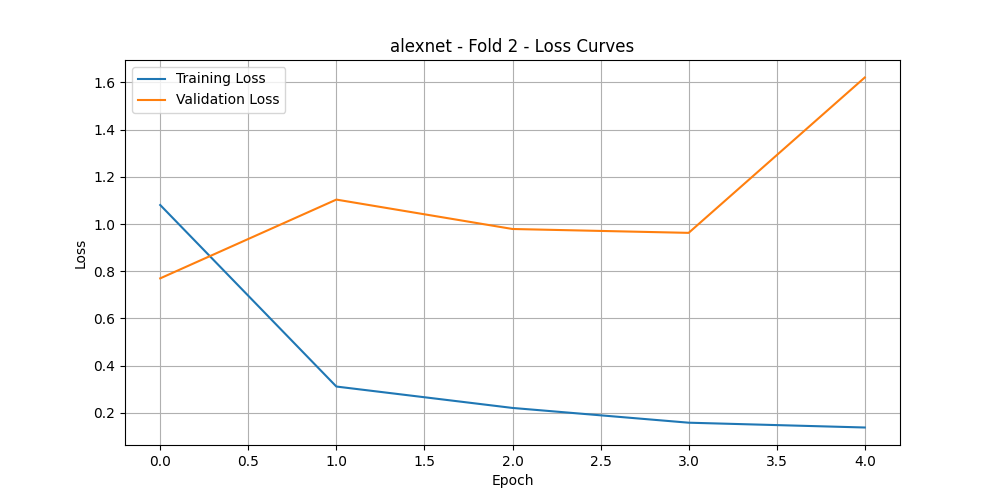 alexnet - Fold 2 - Loss Curves
Training Loss
Validation Loss
Loss
1.6
1.4
1.2
1.0
0.8
0.6
0.4
0.2
0.0 0.5 1.0 1.5 2.0 2.5 3.0 3.5 4.0
Epoch